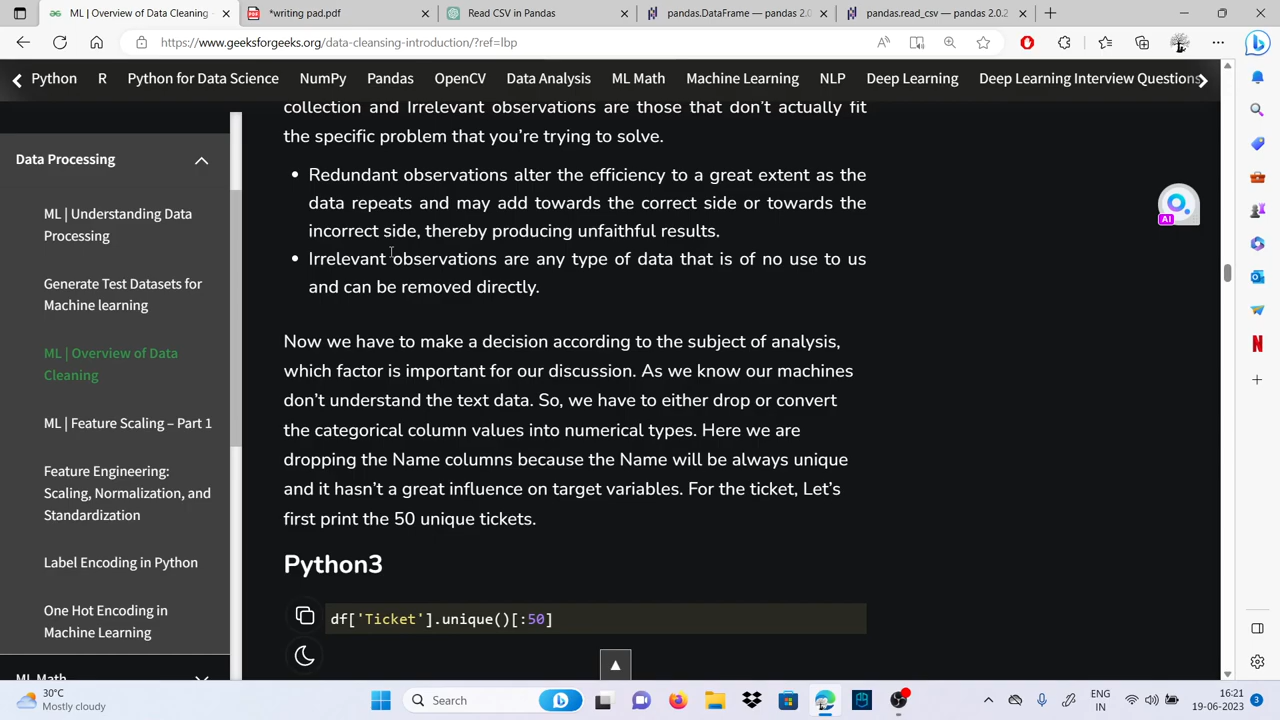 ML | Overview of Data Cleaning
*writing pad.pdf
Read CSV in Pandas
pandas.DataFrame — pandas 2.0.
pandas.read_csv — pandas 2.0.2
https://www.geeksforgeeks.org/data-cleansing-introduction/?ref=lbp
Python R Python for Data Science NumPy Pandas OpenCV Data Analysis ML Math Machine Learning NLP Deep Learning Deep Learning Interview Questions
Data Processing
ML | Understanding Data
Processing
Generate Test Datasets for
Machine learning
ML | Overview of Data
Cleaning
ML | Feature Scaling – Part 1
Feature Engineering:
Scaling, Normalization, and
Standardization
Label Encoding in Python
One Hot Encoding in
Machine Learning
ML Math
collection and Irrelevant observations are those that don’t actually fit
the specific problem that you’re trying to solve.
• Redundant observations alter the efficiency to a great extent as the
data repeats and may add towards the correct side or towards the
incorrect side, thereby producing unfaithful results.
• Irrelevant observations are any type of data that is of no use to us
and can be removed directly.
Now we have to make a decision according to the subject of analysis,
which factor is important for our discussion. As we know our machines
don’t understand the text data. So, we have to either drop or convert
the categorical column values into numerical types. Here we are
dropping the Name columns because the Name will be always unique
and it hasn’t a great influence on target variables. For the ticket, Let’s
first print the 50 unique tickets.
Python3
df['Ticket'].unique()[:50]
AI
30°C
Mostly cloudy
Search
ENG
IN
16:21
19-06-2023
3